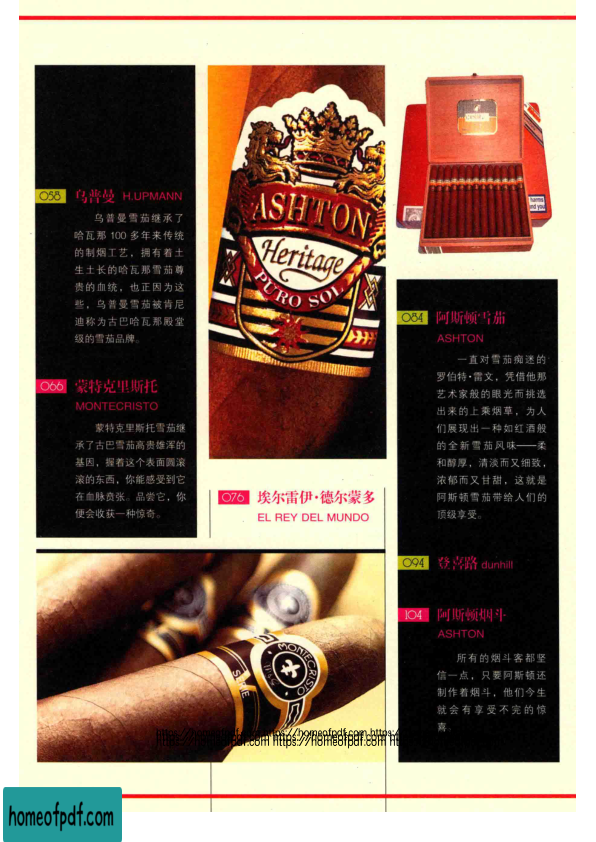 058 乌普曼 H.UPMANN
乌普曼雪茄继承了
哈瓦那 100 多年来传统
的制烟工艺，拥有着土
生土长的哈瓦那雪茄尊
贵的血统，也正因为这
些，乌普曼雪茄被肯尼
迪称为古巴哈瓦那殿堂
级的雪茄品牌。
066 蒙特克里斯托
MONTECRISTO
蒙特克里斯托雪茄继
承了古巴雪茄高贵雄浑的
基因，握着这个表面圆滚
滚的东西，你能感受到它
在血脉贲张。品尝它，你
便会收获一种惊奇。
ASHTON
Heritage
PURO SOL
076 埃尔雷伊·德尔蒙多
EL REY DEL MUNDO
084 阿斯顿雪茄
ASHTON
一直对雪茄痴迷的
罗伯特·雷文，凭借他那
艺术家般的眼光而挑选
出来的上乘烟草，为人
们展现出一种如红酒般
的全新雪茄风味——柔
和醇厚，清淡而又细致，
浓郁而又甘甜，这就是
阿斯顿雪茄带给人们的
顶级享受。
094 登喜路 dunhill
104 阿斯顿烟斗
ASHTON
所有的烟斗客都坚
信一点，只要阿斯顿还
制作着烟斗，他们今生
就会有享受不完的惊
喜。
MONTECRISTO
homeofpdf.com